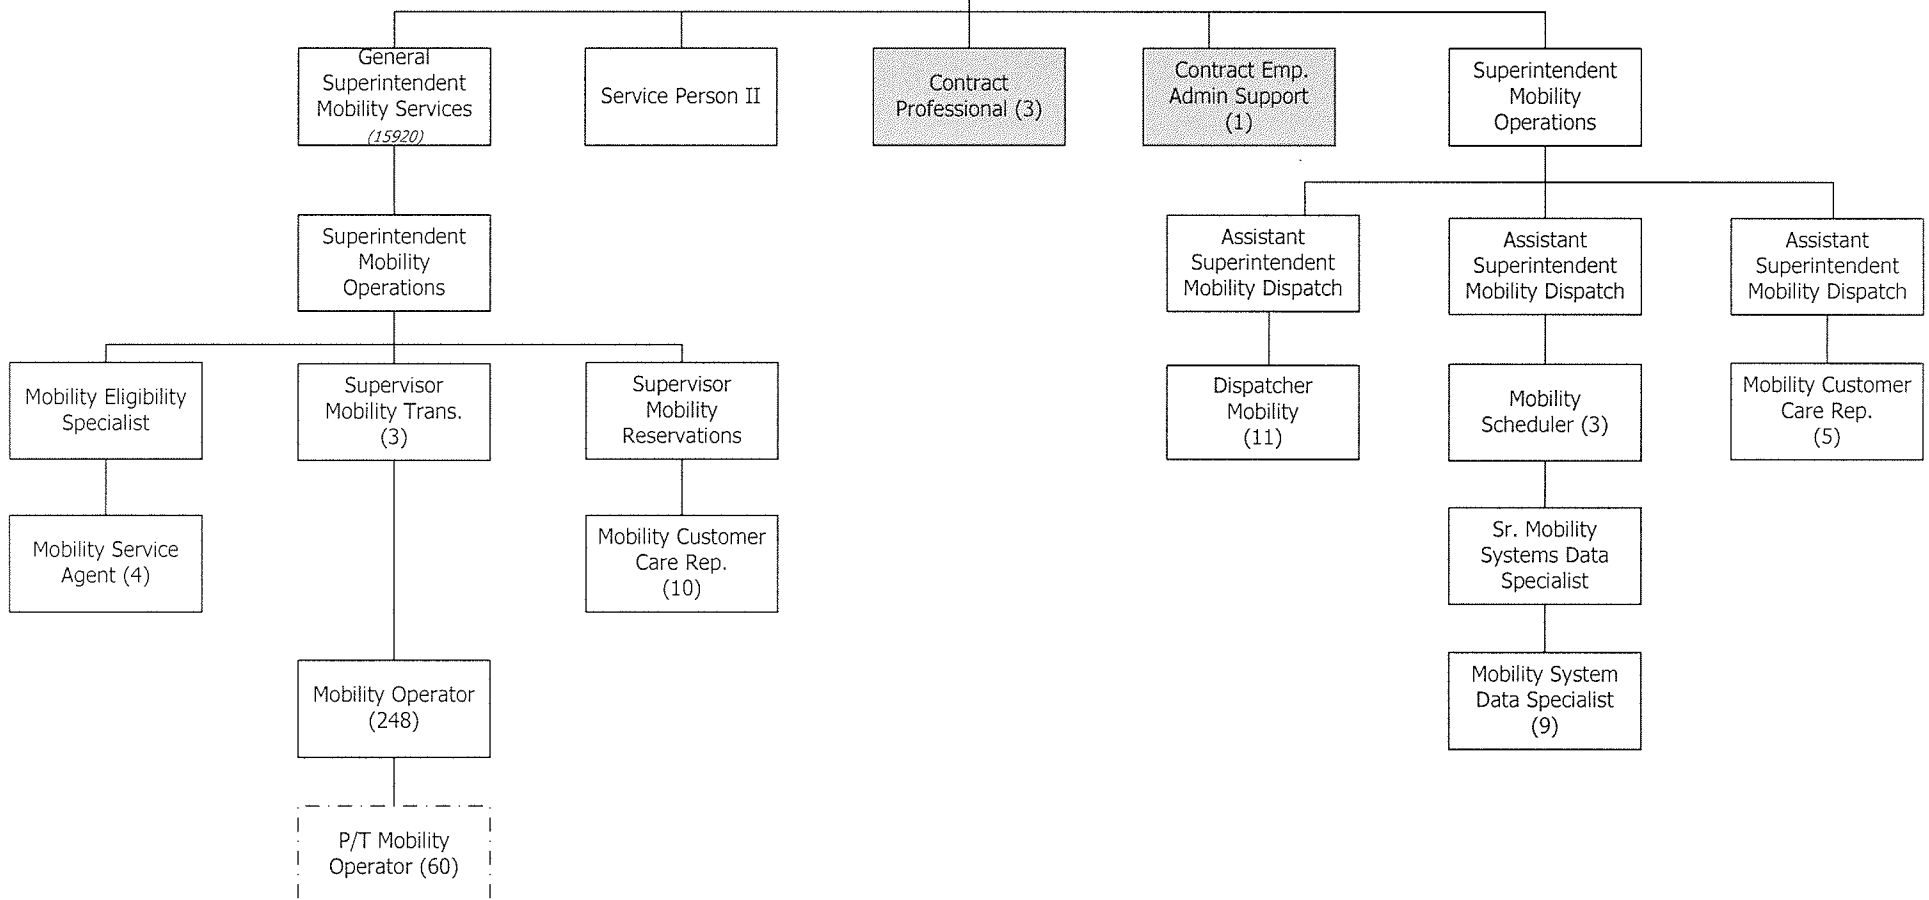 General
Superintendent
Mobility Services
(15920)
Service Person II
Contract
Professional (3)
Contract Emp.
Admin Support
(1)
Superintendent
Mobility
Operations
Superintendent
Mobility
Operations
Assistant
Superintendent
Mobility Dispatch
Assistant
Superintendent
Mobility Dispatch
Assistant
Superintendent
Mobility Dispatch
Mobility Eligibility
Specialist
Supervisor
Mobility Trans.
(3)
Supervisor
Mobility
Reservations
Dispatcher
Mobility
(11)
Mobility
Scheduler (3)
Mobility Customer
Care Rep.
(5)
Mobility Service
Agent (4)
Mobility Customer
Care Rep.
(10)
Sr. Mobility
Systems Data
Specialist
Mobility Operator
(248)
Mobility System
Data Specialist
(9)
P/T Mobility
Operator (60)